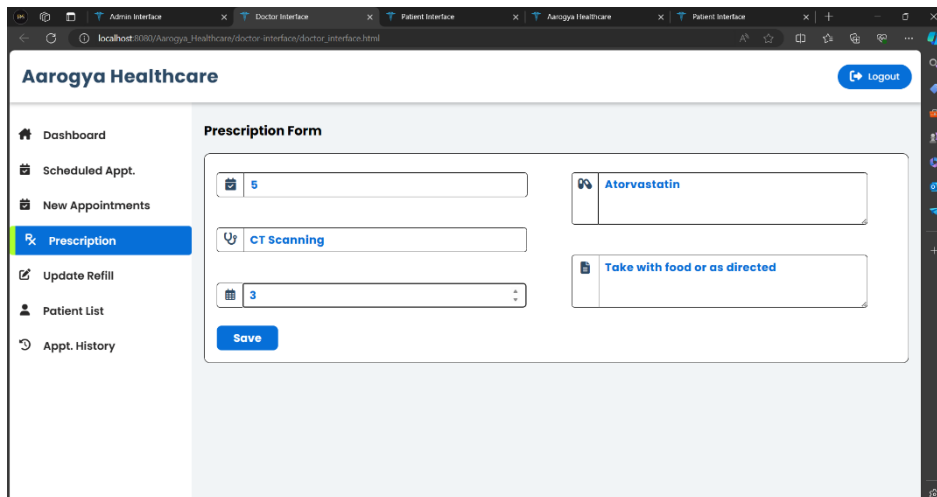 Admin Interface
Doctor Interface
Patient Interface
Aarogya Healthcare
Patient Interface
localhost:8080/Aarogya_Healthcare/doctor-interface/doctor_interface.html
Aarogya Healthcare
Logout
Dashboard
Scheduled Appt.
New Appointments
Prescription
Update Refill
Patient List
Appt. History
Prescription Form
5
CT Scanning
3
Save
Atorvastatin
Take with food or as directed